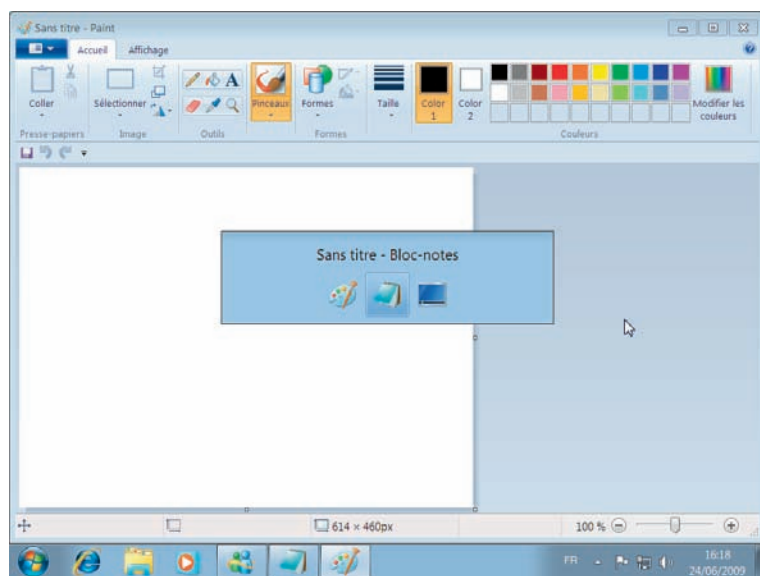 Sans titre - Paint
Accueil Affichage
Coller
Sélectionner
A
Pinceaux
Formes
Taille
Color 1
Color 2
Modifier les couleurs
Presse-papiers Image Outils Formes Couleurs
Sans titre - Bloc-notes
614 × 460px
100 %
FR
16:18
24/06/2009